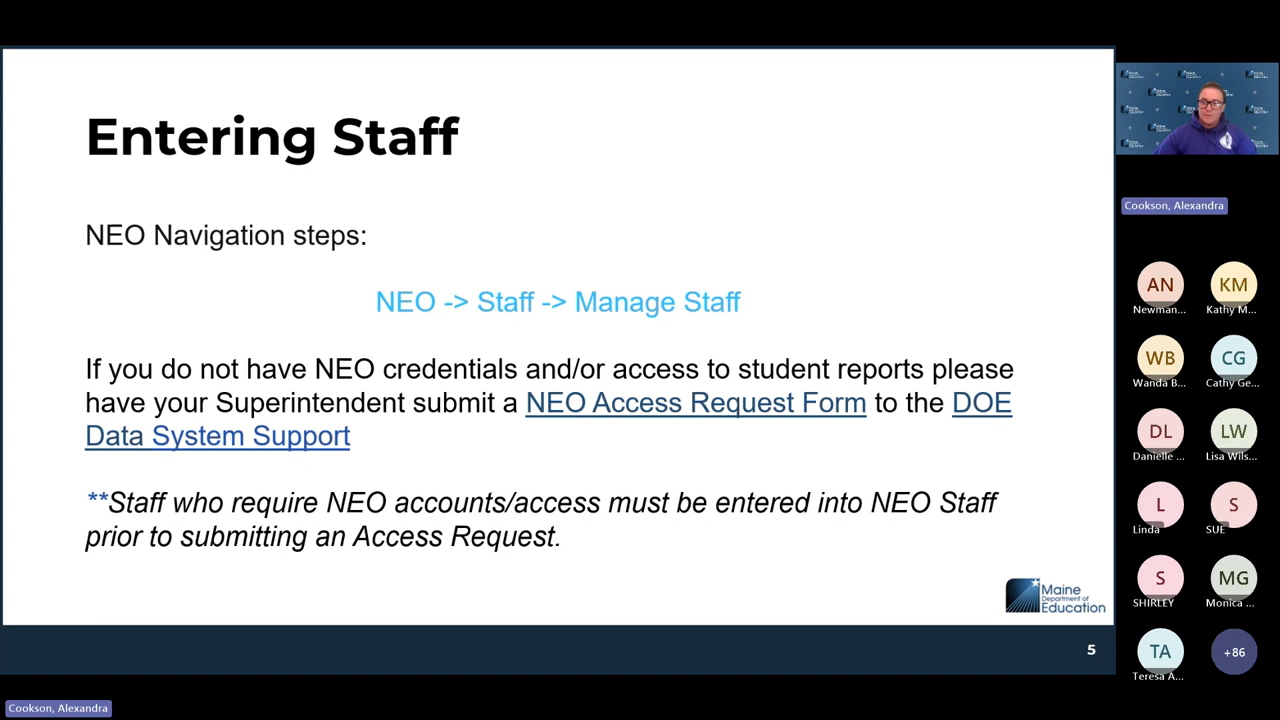 Entering Staff
NEO Navigation steps:
NEO -> Staff -> Manage Staff
If you do not have NEO credentials and/or access to student reports please
have your Superintendent submit a NEO Access Request Form to the DOE
Data System Support
**Staff who require NEO accounts/access must be entered into NEO Staff
prior to submitting an Access Request.
Maine
Department of
Education
5
Cookson, Alexandra
AN
Newman...
KM
Kathy M...
WB
Wanda B...
CG
Cathy Ge...
DL
Danielle ...
LW
Lisa Wils...
L
Linda
S
SUE
S
SHIRLEY
MG
Monica ...
TA
Teresa A...
+86
Cookson, Alexandra